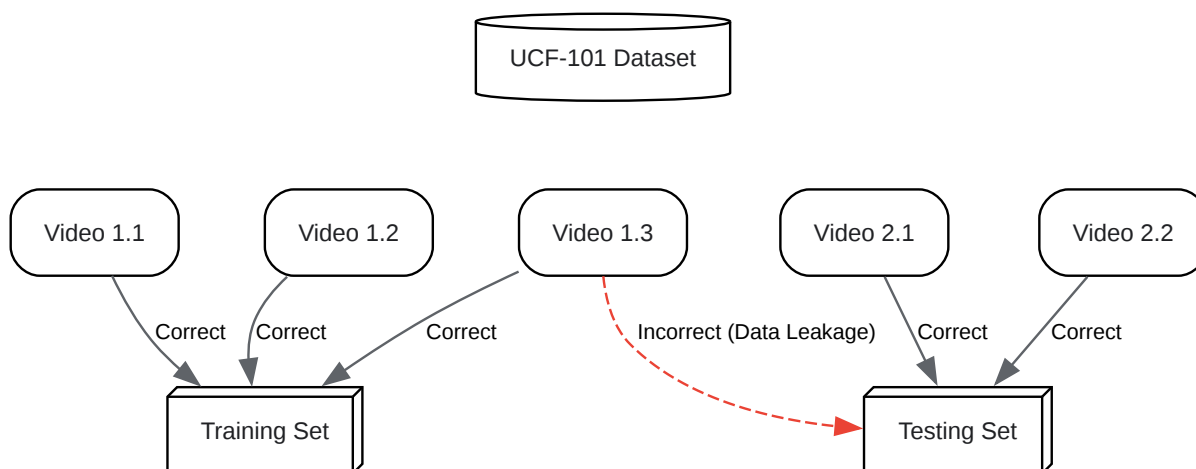 UCF-101 Dataset
Video 1.1
Video 1.2
Video 1.3
Video 2.1
Video 2.2
Correct
Correct
Correct
Incorrect (Data Leakage)
Correct
Correct
Training Set
Testing Set